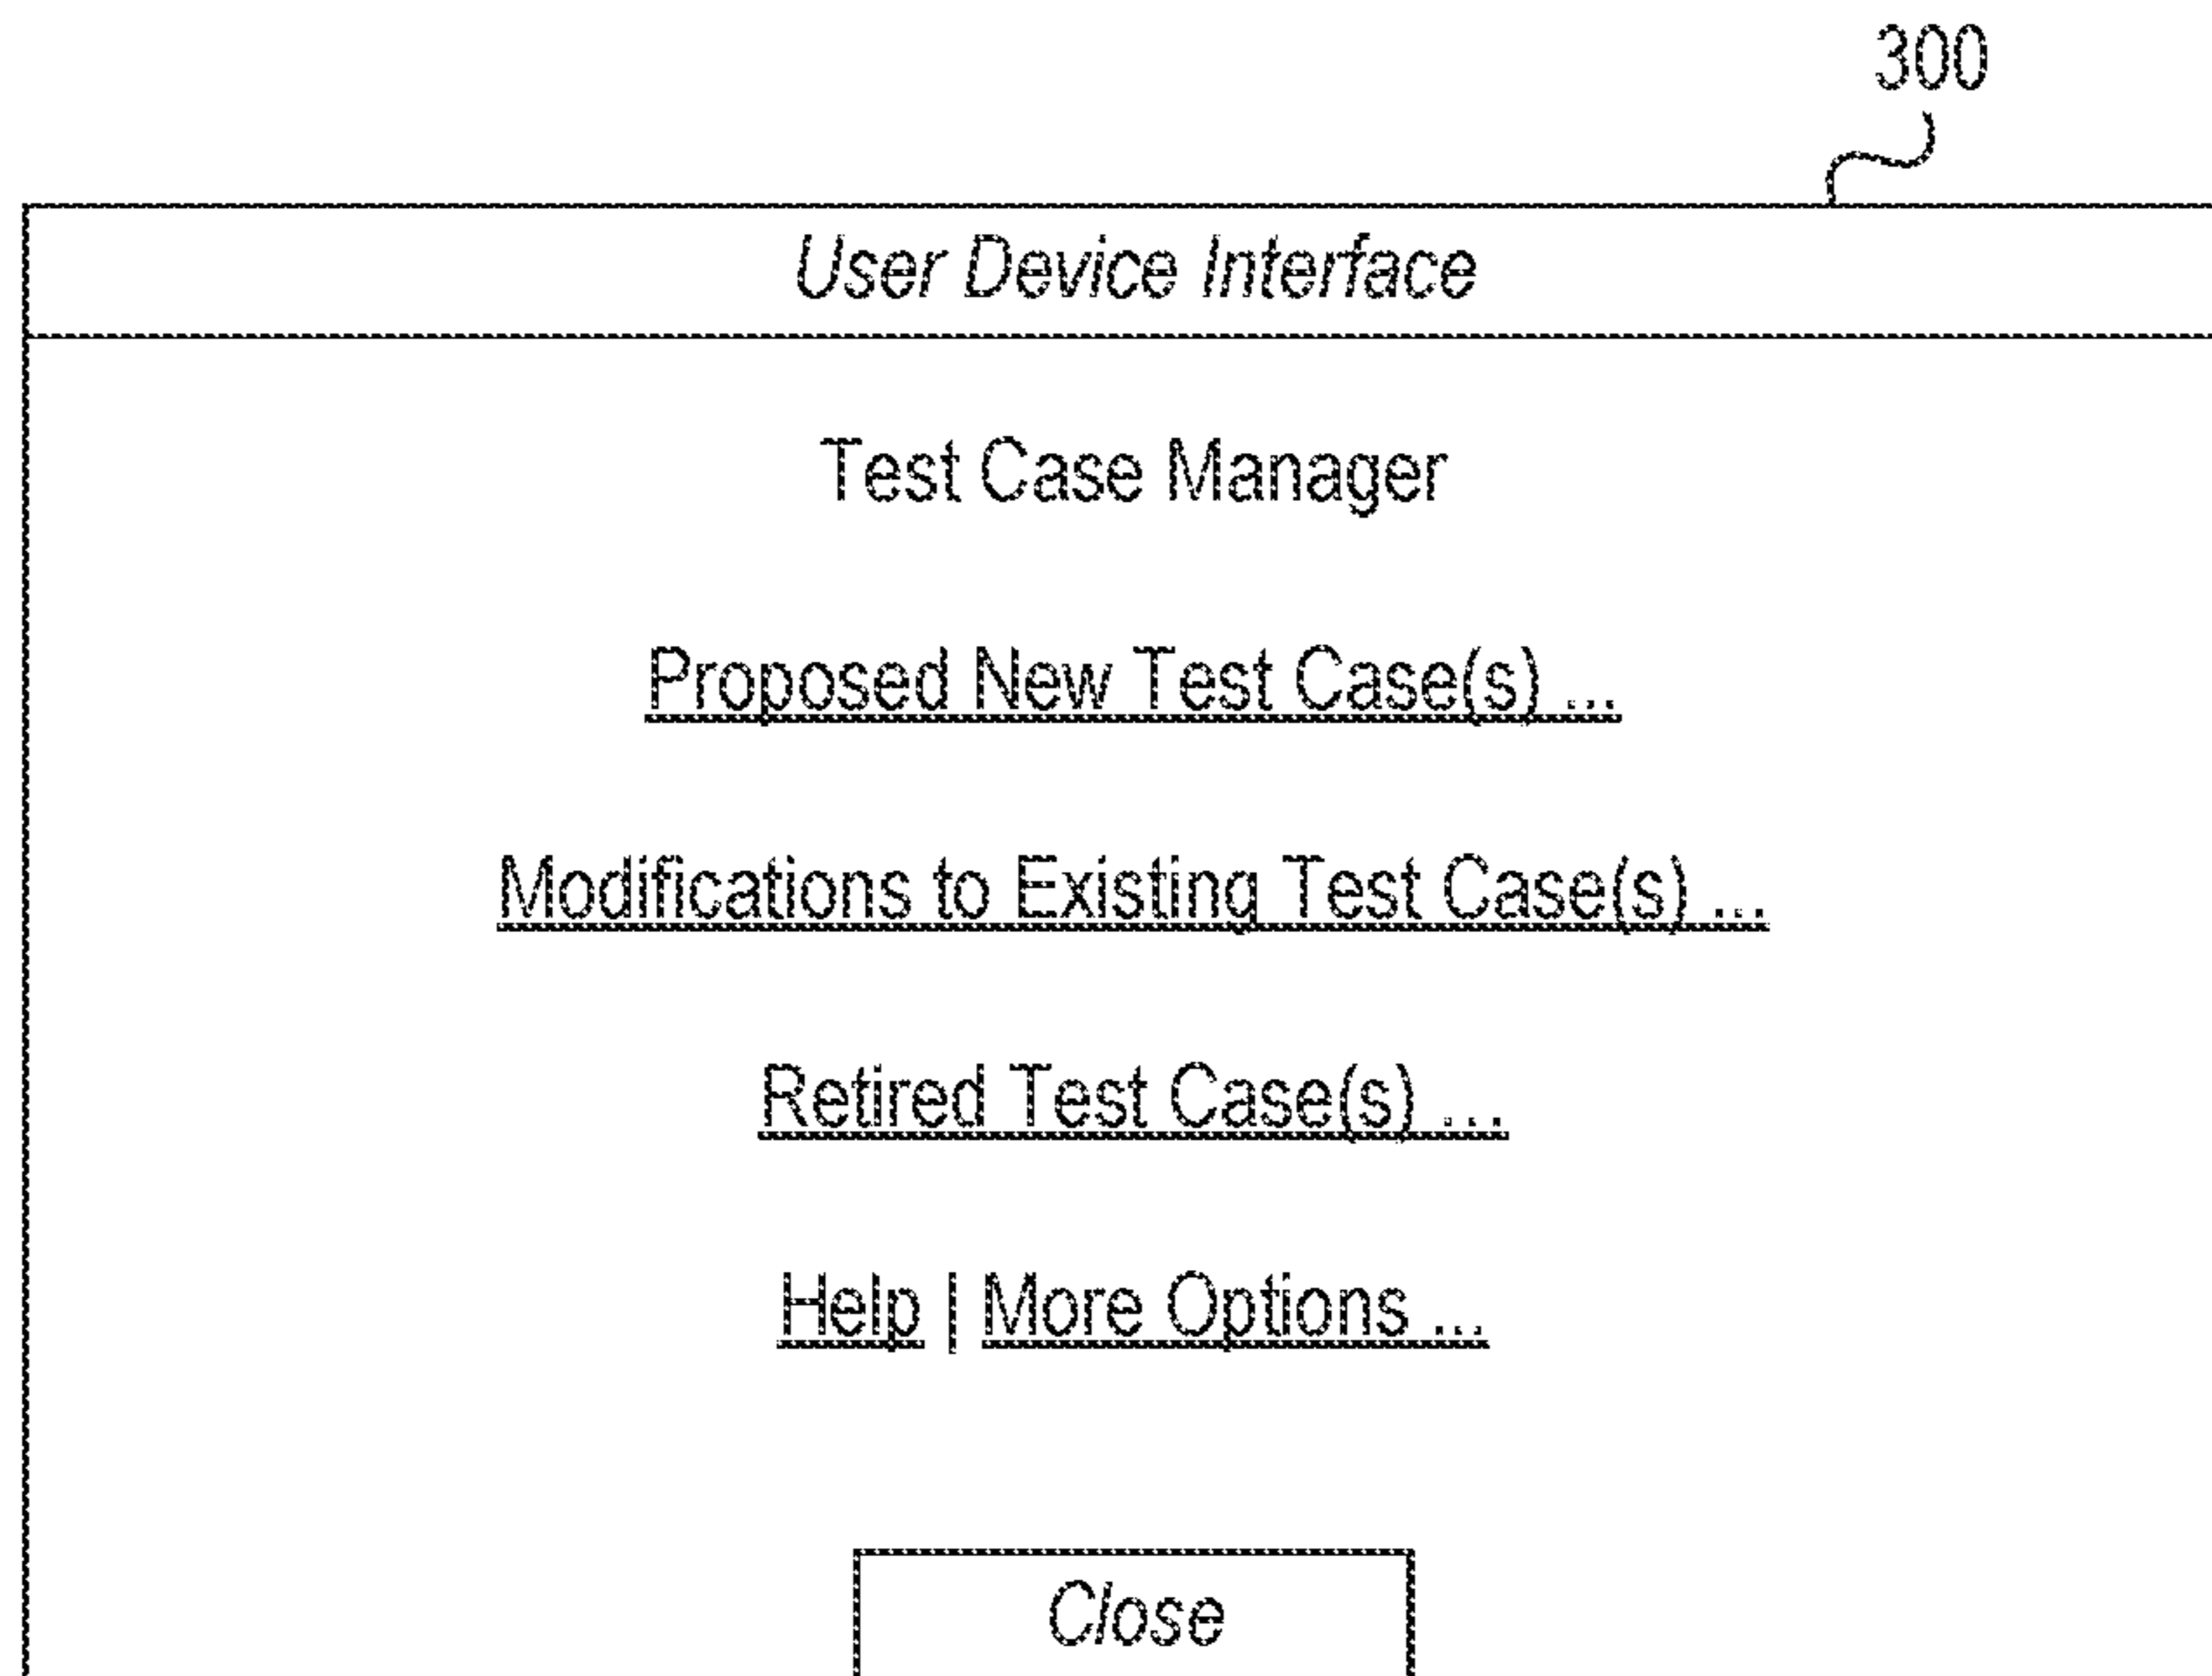 300
User Device Interface
Test Case Manager
Proposed New Test Case(s) ...
Modifications to Existing Test Case(s) ...
Retired Test Case(s) ...
Help | More Options ...
Close